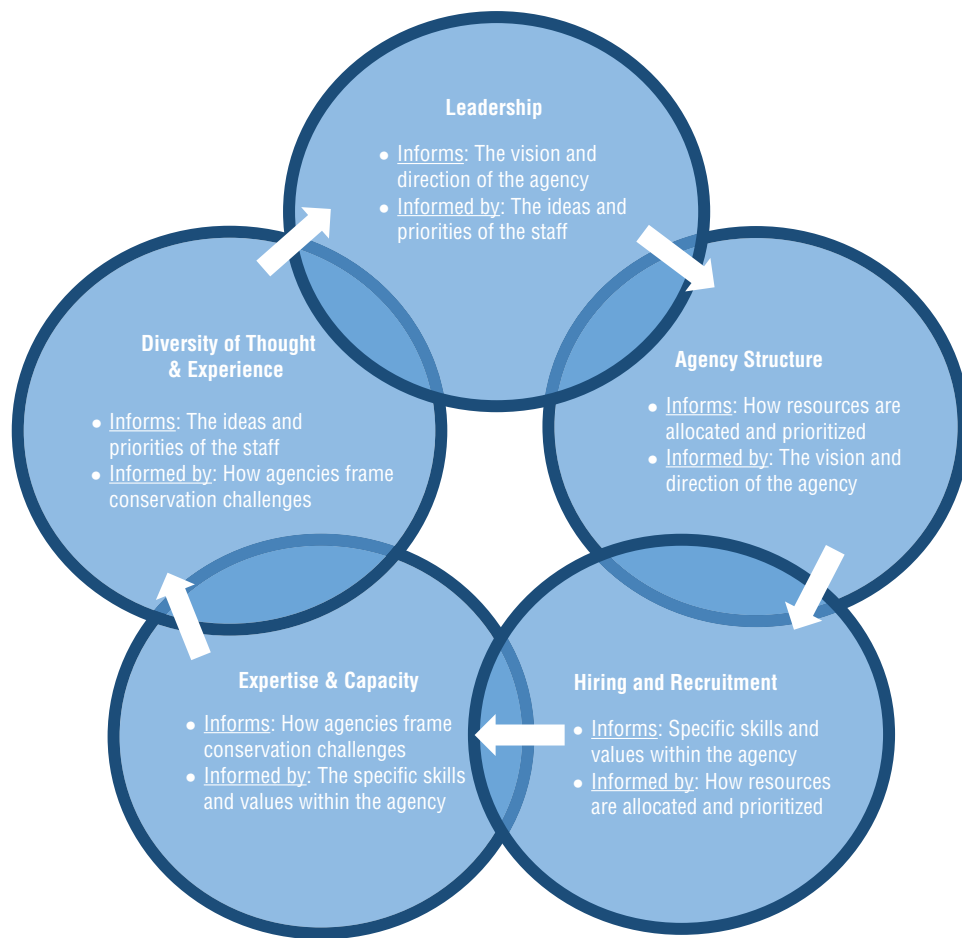 Leadership
● Informs: The vision and
direction of the agency
● Informed by: The ideas and
priorities of the staff
Agency Structure
● Informs: How resources are
allocated and prioritized
● Informed by: The vision and
direction of the agency
Hiring and Recruitment
● Informs: Specific skills and
values within the agency
● Informed by: How resources
are allocated and prioritized
Expertise & Capacity
● Informs: How agencies frame
conservation challenges
● Informed by: The specific skills
and values within the agency
Diversity of Thought
& Experience
● Informs: The ideas and
priorities of the staff
● Informed by: How agencies frame
conservation challenges